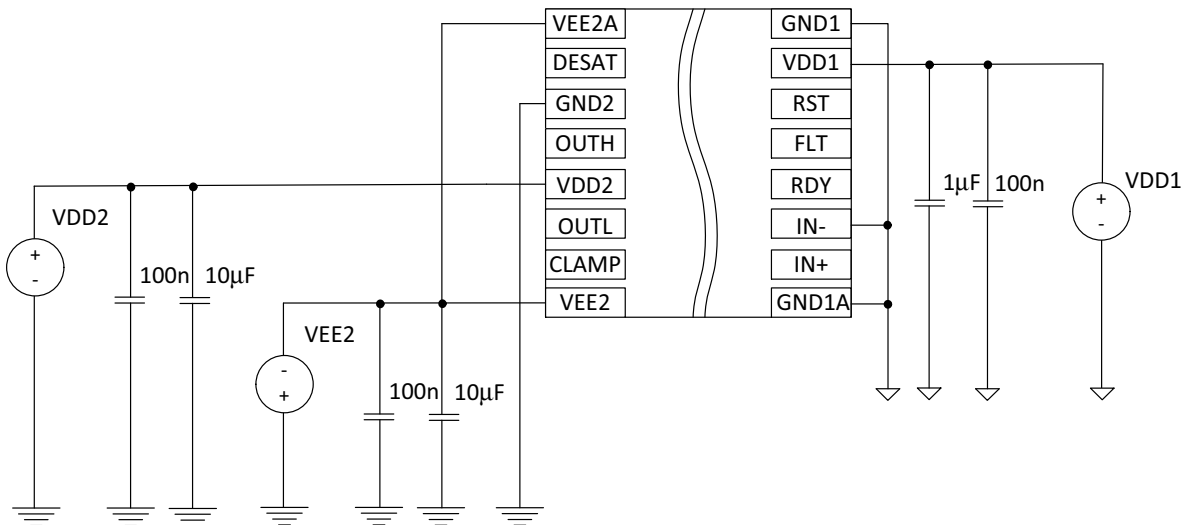 VEE2A
GND1
DESAT
VDD1
GND2
RST
OUTH
FLT
VDD2
RDY
OUTL
IN-
CLAMP
IN+
VEE2
GND1A
1μF
100n
VDD1
+
-
VDD2
+
-
100n
10μF
VEE2
-
+
100n
10μF